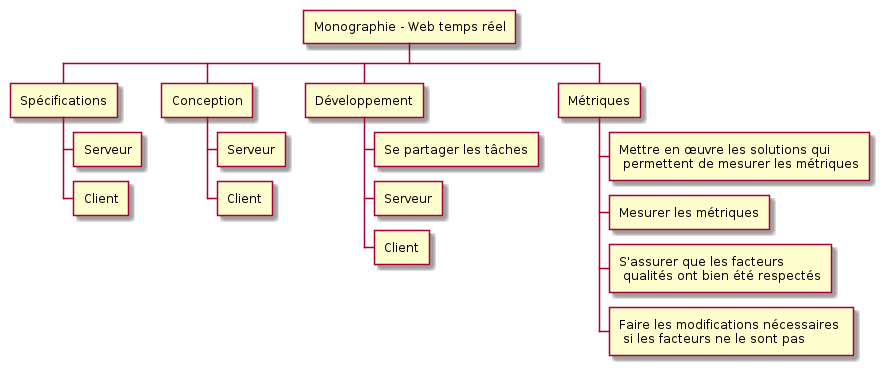 Monographie - Web temps réel
Spécifications
Serveur
Client
Conception
Serveur
Client
Développement
Se partager les tâches
Serveur
Client
Métriques
Mettre en œuvre les solutions qui
permettent de mesurer les métriques
Mesurer les métriques
S'assurer que les facteurs
qualités ont bien été respectés
Faire les modifications nécessaires
si les facteurs ne le sont pas